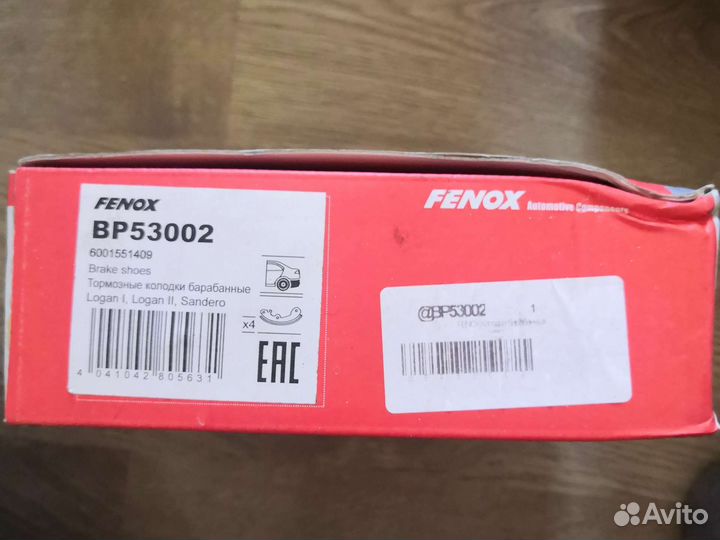 FENOX
BP53002
6001551409
Brake shoes
Тормозные колодки барабанные
Logan I, Logan II, Sandero
x4
4 041042 805631
EAC
FENOX Automotive Components
@BP53002 1
Avito